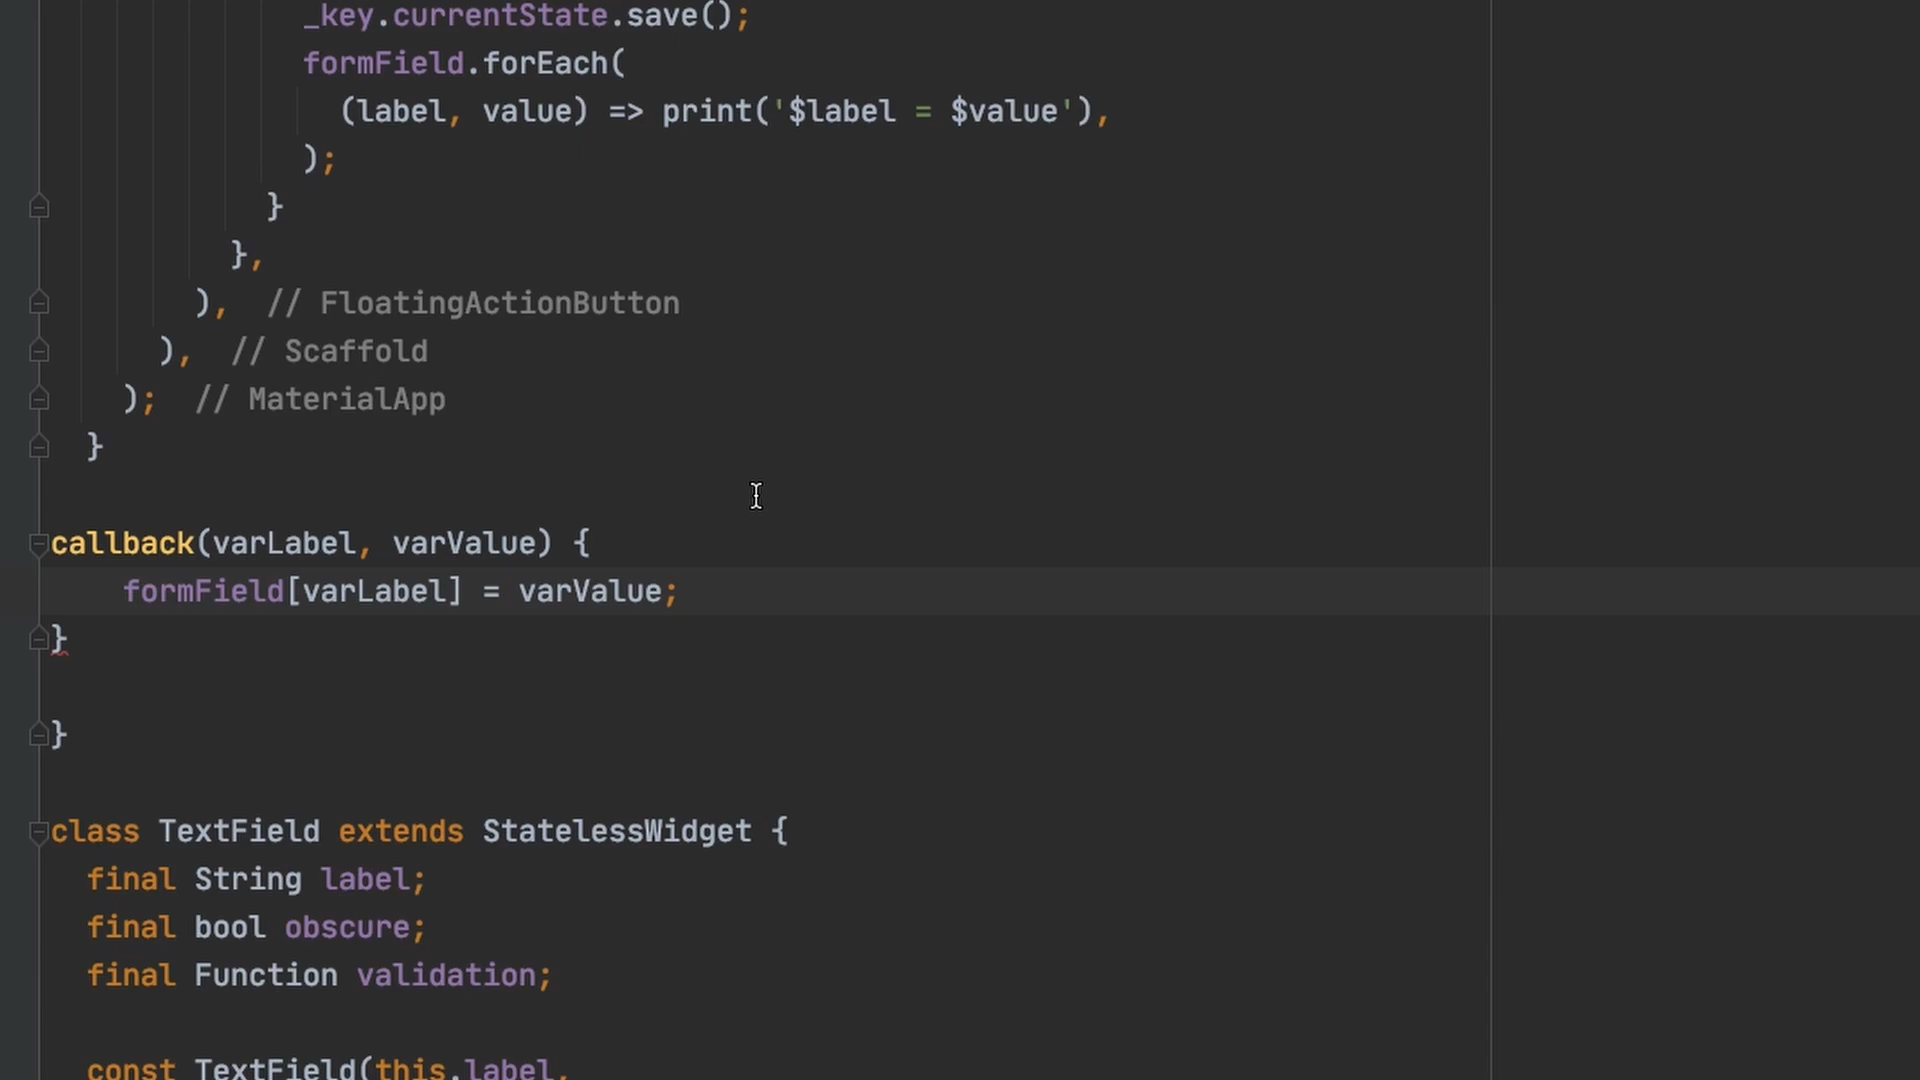 _key.currentState.save();
formField.forEach(
(label, value) => print('$label = $value'),
);
}
},
), // FloatingActionButton
), // Scaffold
); // MaterialApp
}
callback(varLabel, varValue) {
formField[varLabel] = varValue;
}
}
class TextField extends StatelessWidget {
final String label;
final bool obscure;
final Function validation;
const TextField(this.label,